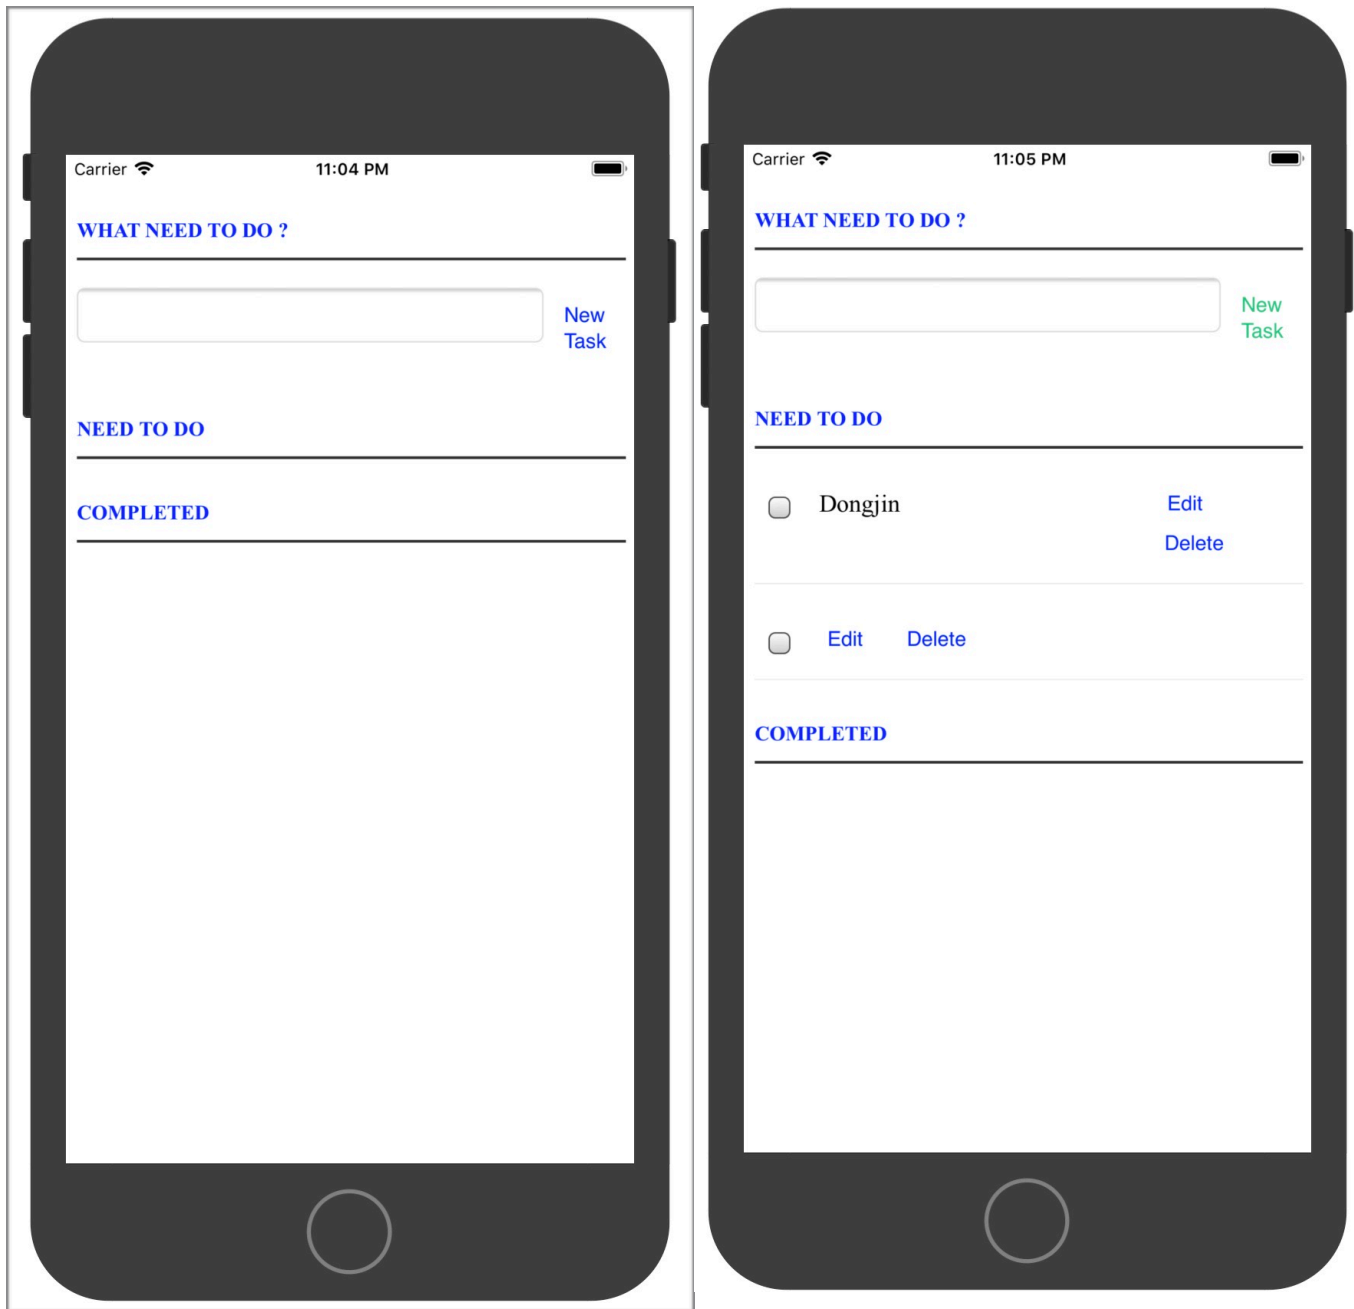 Carrier 11:04 PM
WHAT NEED TO DO ?
New
Task
NEED TO DO
COMPLETED
Carrier 11:05 PM
WHAT NEED TO DO ?
New
Task
NEED TO DO
Dongjin Edit
Delete
Edit Delete
COMPLETED